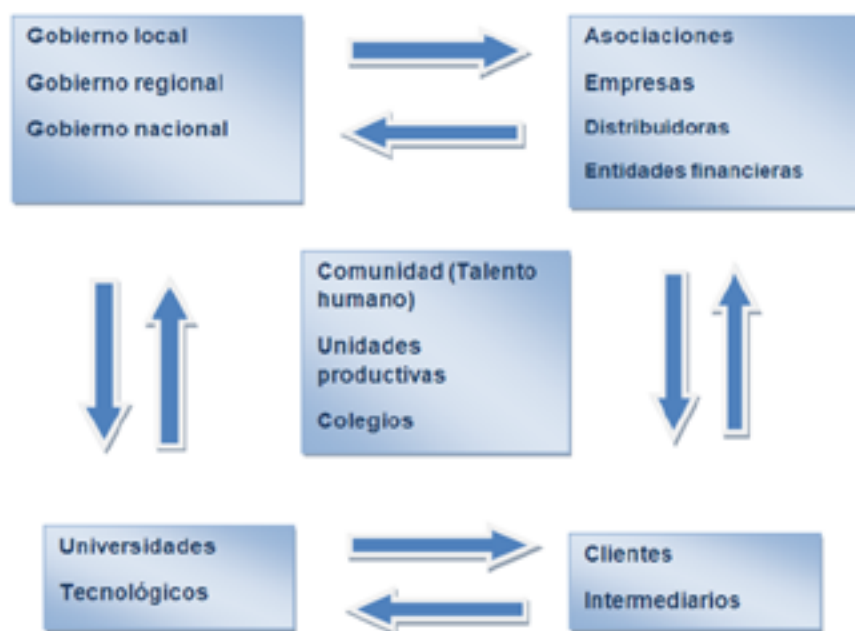 Gobierno local
Gobierno regional
Gobierno nacional
Asociaciones
Empresas
Distribuidoras
Entidades financieras
Comunidad (Talento
humano)
Unidades
productivas
Colegios
Universidades
Tecnológicos
Clientes
Intermediarios